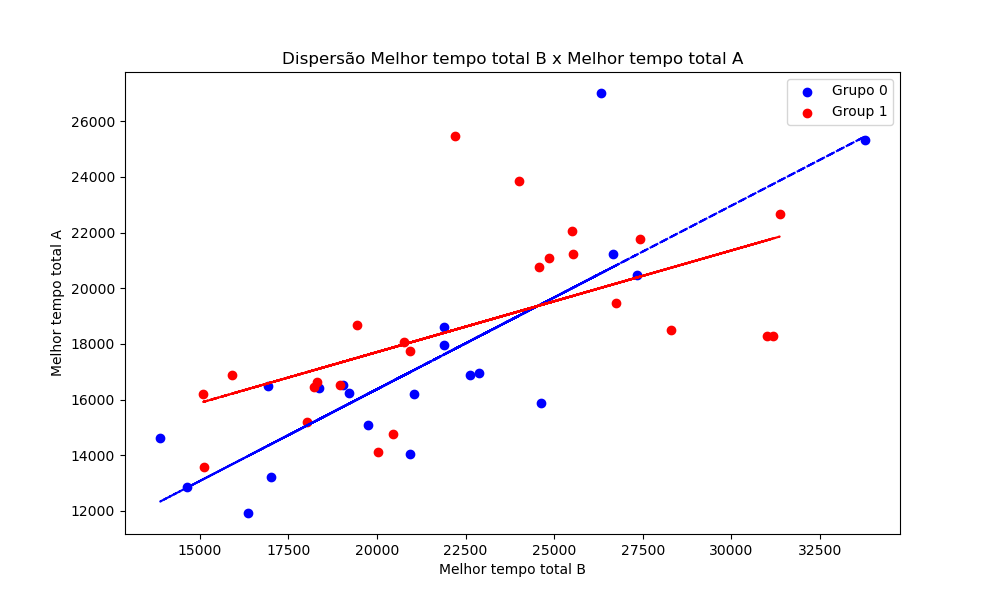 Dispersão Melhor tempo total B x Melhor tempo total A
Grupo 0
Group 1
26000
24000
22000
20000
18000
16000
14000
12000
Melhor tempo total A
15000 17500 20000 22500 25000 27500 30000 32500
Melhor tempo total B